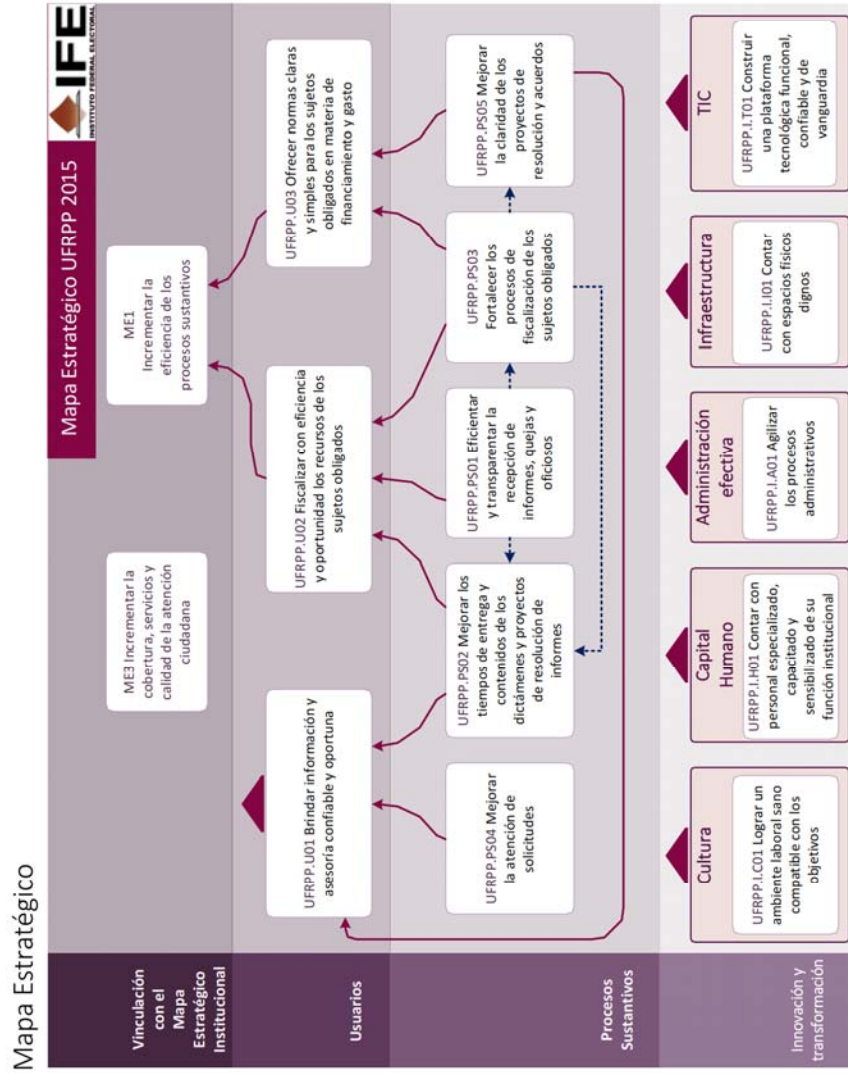 Mapa Estratégico
Mapa Estratégico UFRPP 2015
IFE
INSTITUTO FEDERAL ELECTORAL
Vinculación
con el
Mapa
Estratégico
Institucional
ME3 Incrementar la
cobertura, servicios y
calidad de la atención
ciudadana
ME1
Incrementar la
eficiencia de los
procesos sustantivos
Usuarios
UFRPP.U01 Brindar información y
asesoría confiable y oportuna
UFRPP.U02 Fiscalizar con eficiencia
y oportunidad los recursos de los
sujetos obligados
UFRPP.U03 Ofrecer normas claras
y simples para los sujetos
obligados en materia de
financiamiento y gasto
Procesos
Sustantivos
UFRPP.PS04 Mejorar
la atención de
solicitudes
UFRPP.PS02 Mejorar los
tiempos de entrega y
contenidos de los
dictámenes y proyectos
de resolución de
informes
UFRPP.PS01 Eficientar
y transparentar la
recepción de
informes, quejas y
oficiosos
UFRPP.PS03
Fortalecer los
procesos de
fiscalización de los
sujetos obligados
UFRPP.PS05 Mejorar
la claridad de los
proyectos de
resolución y acuerdos
Innovación y
transformación
Cultura
UFRPP.I.C01 Lograr un
ambiente laboral sano
compatible con los
objetivos
Capital
Humano
UFRPP.I.H01 Contar con
personal especializado,
capacitado y
sensibilizado de su
función institucional
Administración
efectiva
UFRPP.I.A01 Agilizar
los procesos
administrativos
Infraestructura
UFRPP.I.I01 Contar
con espacios físicos
dignos
TIC
UFRPP.I.T01 Construir
una plataforma
tecnológica funcional,
confiable y de
vanguardia